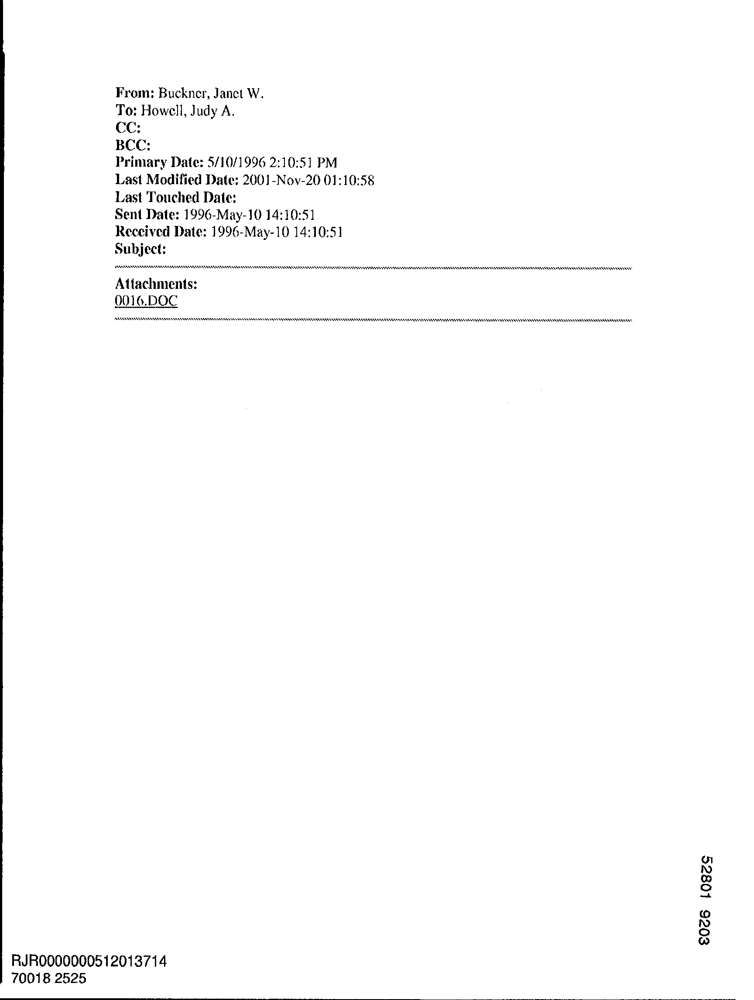 From: Buckner, Janet W.
To: Howell, Judy A.
CC:
BCC:
Primary Date: 5/10/1996 2:10:51 PM
Last Modified Date: 2001-Nov-20 01:10:58
Last Touched Date:
Sent Date: 1996-May-10 14:10:51
Received Date: 1996-May-10 14:10:51
Subject:
Attachments:
0016.DOC
52801 9203
RJR0000000512013714
70018 2525